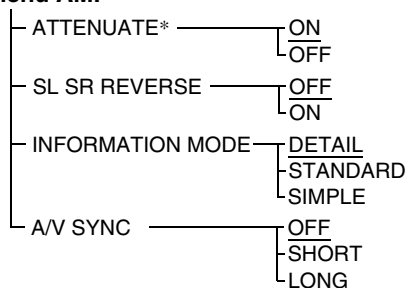 ATTENUATE* ON
OFF
SL SR REVERSE OFF
ON
INFORMATION MODE DETAIL
STANDARD
SIMPLE
A/V SYNC OFF
SHORT
LONG